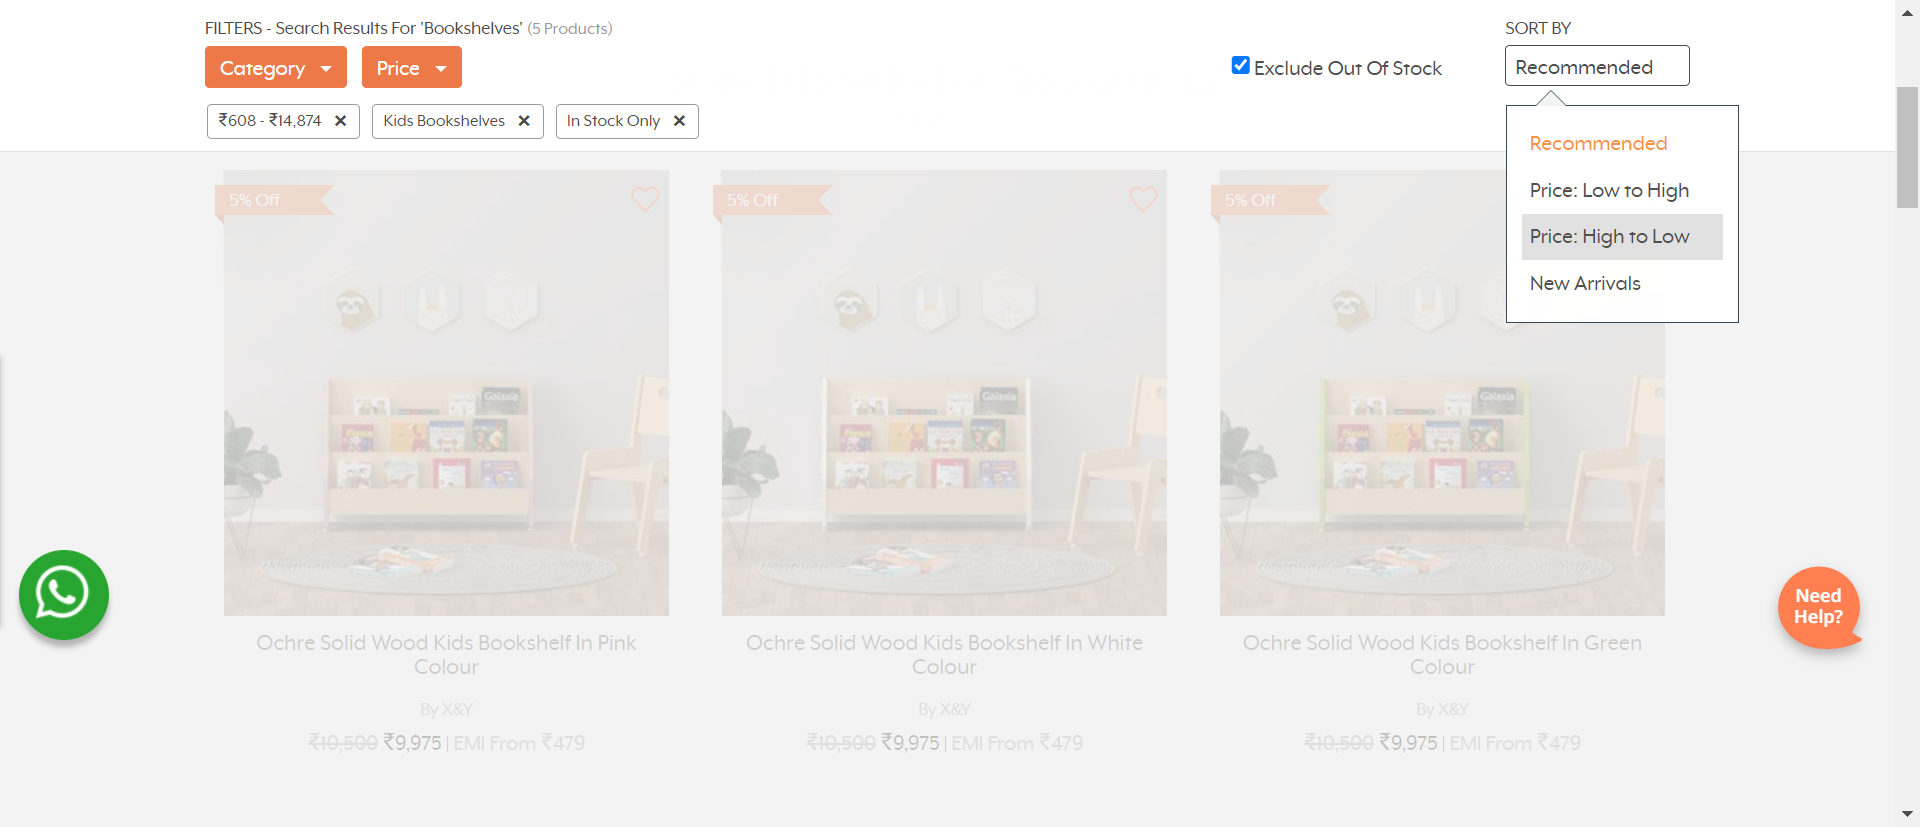 FILTERS - Search Results For 'Bookshelves' (5 Products)
SORT BY
Category
Price
Exclude Out Of Stock
Recommended
₹608 - ₹14,874 ✕
Kids Bookshelves ✕
In Stock Only ✕
Recommended
Price: Low to High
Price: High to Low
New Arrivals
5% Off
5% Off
5% Off
Galaxia
Galaxia
Galaxia
Need
Help?
Ochre Solid Wood Kids Bookshelf In Pink
Colour
By X&Y
₹10,500 ₹9,975 | EMI From ₹479
Ochre Solid Wood Kids Bookshelf In White
Colour
By X&Y
₹10,500 ₹9,975 | EMI From ₹479
Ochre Solid Wood Kids Bookshelf In Green
Colour
By X&Y
₹10,500 ₹9,975 | EMI From ₹479